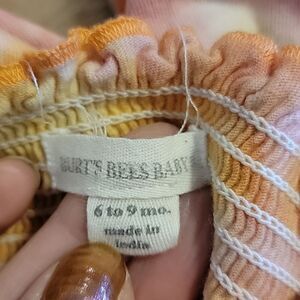 BURT'S BEES BABY
6 to 9 mo.
made in
india